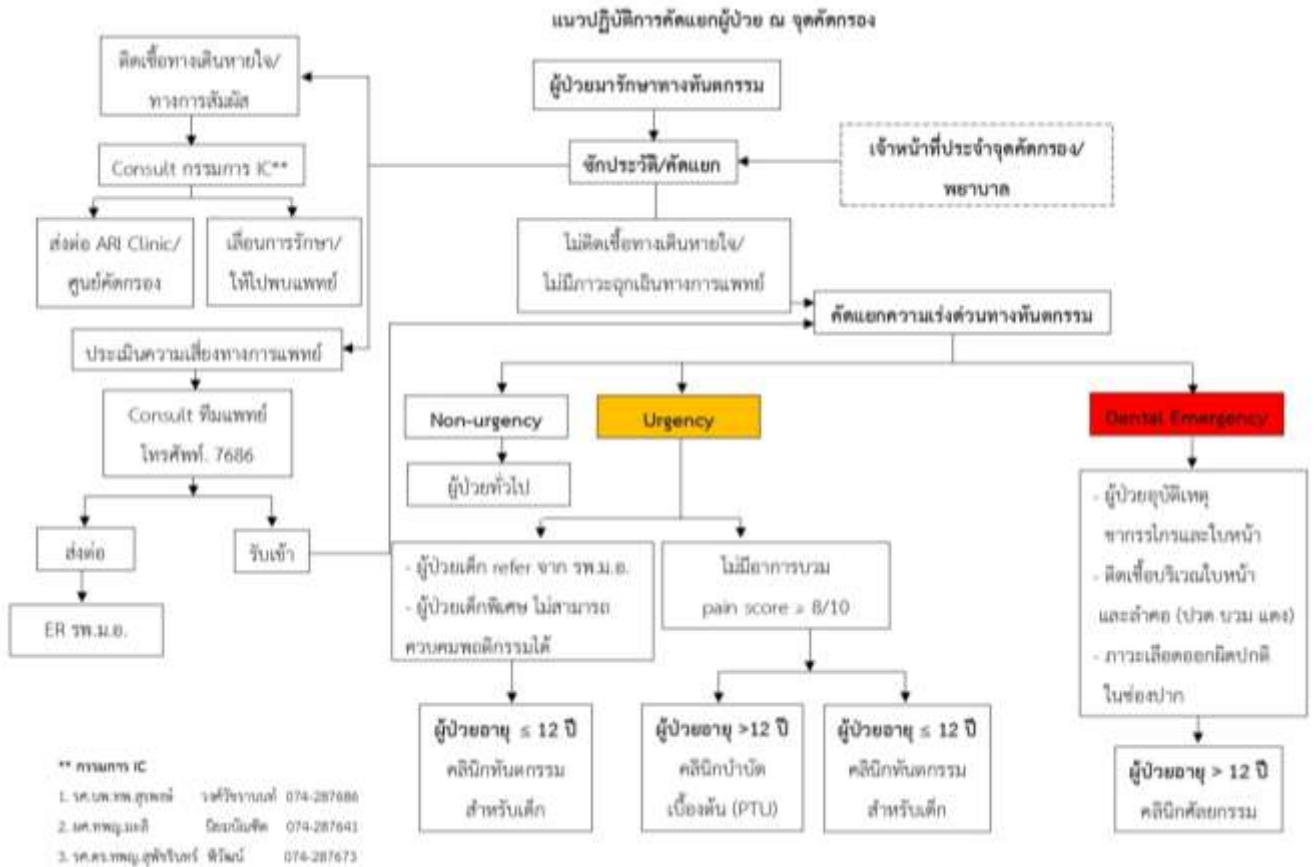 แนวปฏิบัติการคัดแยกผู้ป่วย ณ จุดคัดกรอง
ติดเชื้อทางเดินหายใจ/
ทางการสัมผัส
ผู้ป่วยมารักษาทางทันตกรรม
Consult กรรมการ IC**
ซักประวัติ/คัดแยก
เจ้าหน้าที่ประจำจุดคัดกรอง/
พยาบาล
ส่งต่อ ARI Clinic/
ศูนย์คัดกรอง
เลื่อนการรักษา/
ให้ไปพบแพทย์
ไม่ติดเชื้อทางเดินหายใจ/
ไม่มีภาวะฉุกเฉินทางการแพทย์
คัดแยกความเร่งด่วนทางทันตกรรม
ประเมินความเสี่ยงทางการแพทย์
Consult ทีมแพทย์
โทรศัพท์. 7686
ส่งต่อ
รับเข้า
ER รพ.ม.อ.
Non-urgency
ผู้ป่วยทั่วไป
Urgency
Dental Emergency
- ผู้ป่วยเด็ก refer จาก รพ.ม.อ.
- ผู้ป่วยเด็กพิเศษ ไม่สามารถ
ควบคุมพฤติกรรมได้
ไม่มีอาการบวม
pain score ≥ 8/10
- ผู้ป่วยอุบัติเหตุ
ขากรรไกรและใบหน้า
- ติดเชื้อบริเวณใบหน้า
และลำคอ (ปวด บวม แดง)
- ภาวะเลือดออกผิดปกติ
ในช่องปาก
ผู้ป่วยอายุ ≤ 12 ปี
คลินิกทันตกรรม
สำหรับเด็ก
ผู้ป่วยอายุ >12 ปี
คลินิกบำบัด
เบื้องต้น (PTU)
ผู้ป่วยอายุ ≤ 12 ปี
คลินิกทันตกรรม
สำหรับเด็ก
ผู้ป่วยอายุ > 12 ปี
คลินิกศัลยกรรม
** กรรมการ IC
1. 074-287686
2. 074-287641
3. 074-287673